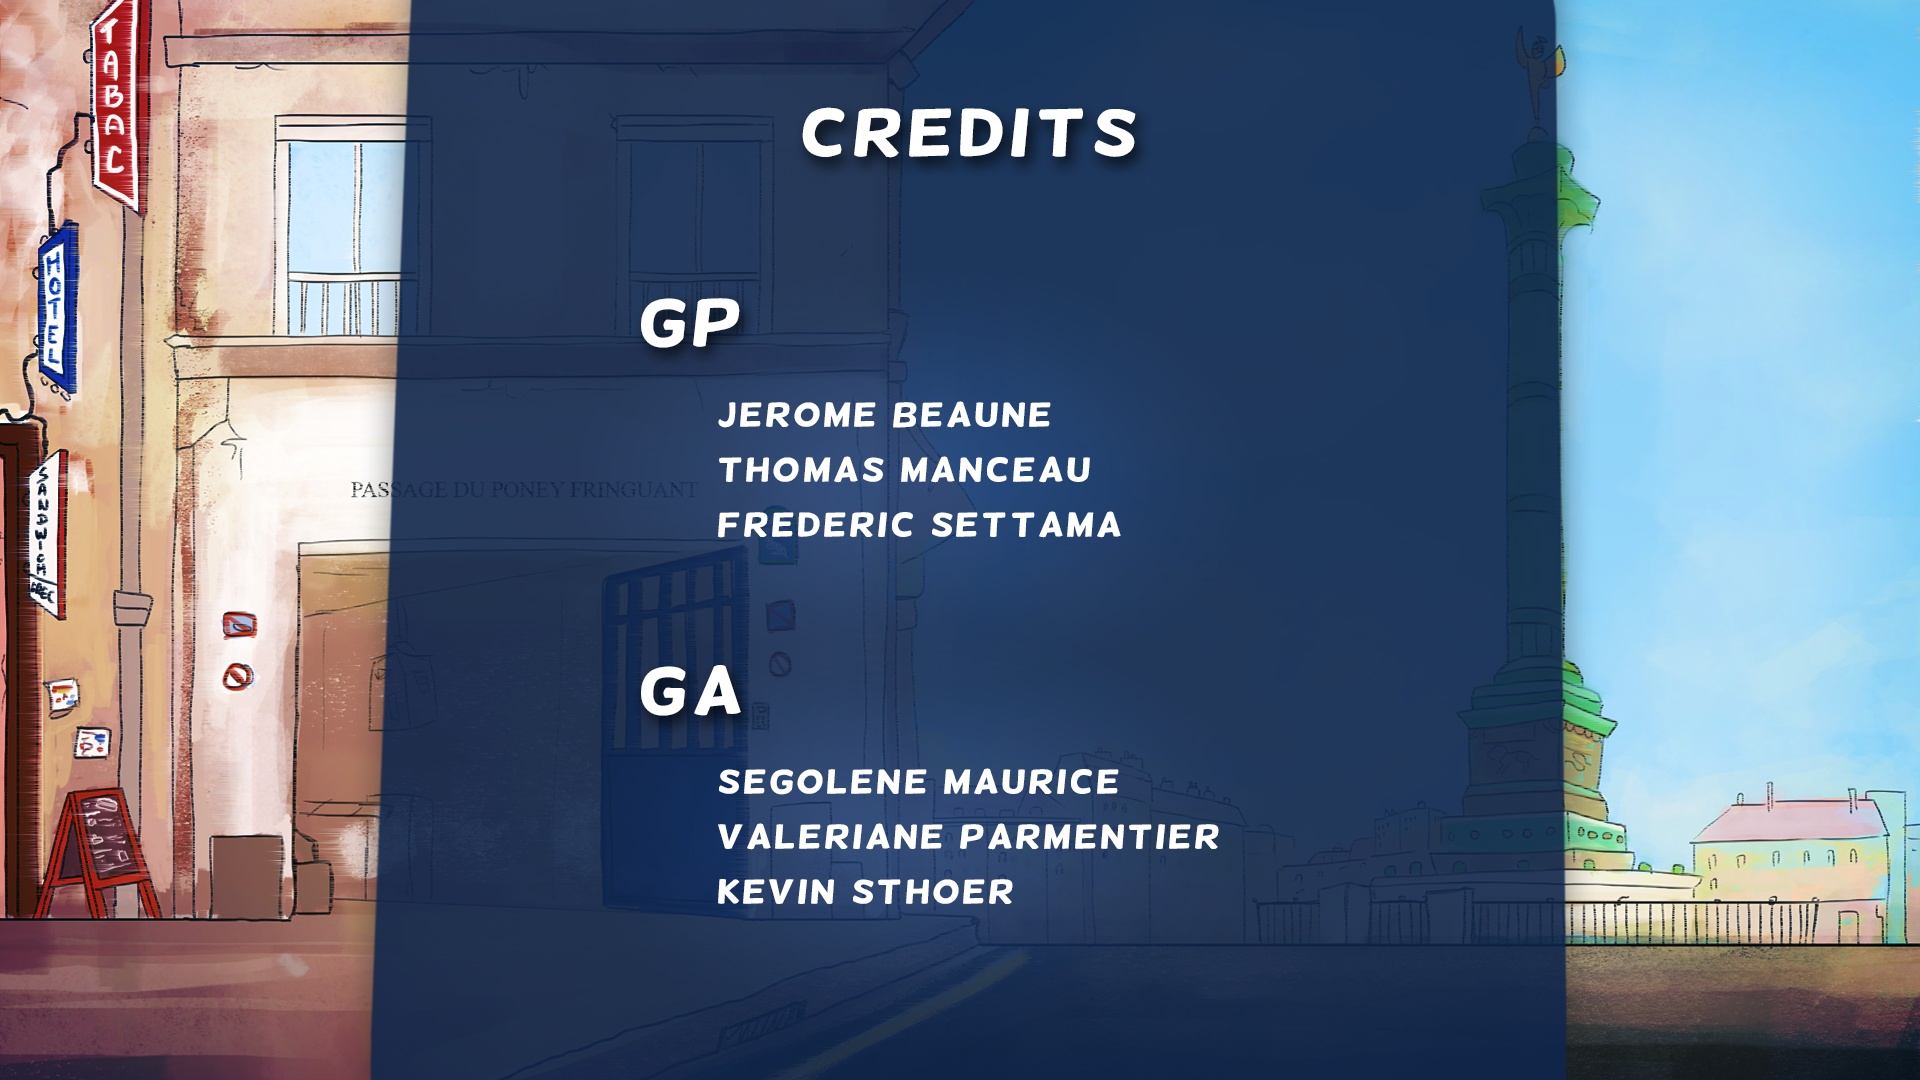 TABAC
HOTEL
SANDWICH
CREDITS
GP
JEROME BEAUNE
THOMAS MANCEAU
FREDERIC SETTAMA
PASSAGE DU PONEY FRINGUANT
GA
SEGOLENE MAURICE
VALERIANE PARMENTIER
KEVIN STHOER